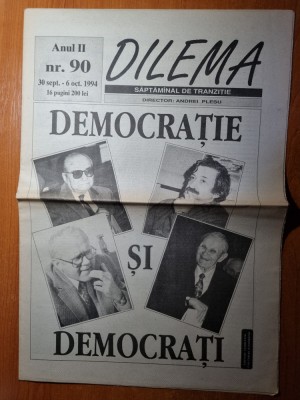 Anul II
nr. 90
30 sept. - 6 oct. 1994
16 pagini 200 lei
DILEMA
SĂPTĂMÎNAL DE TRANZIȚIE
DIRECTOR: ANDREI PLEȘU
DEMOCRAȚIE
ȘI
DEMOCRAȚI